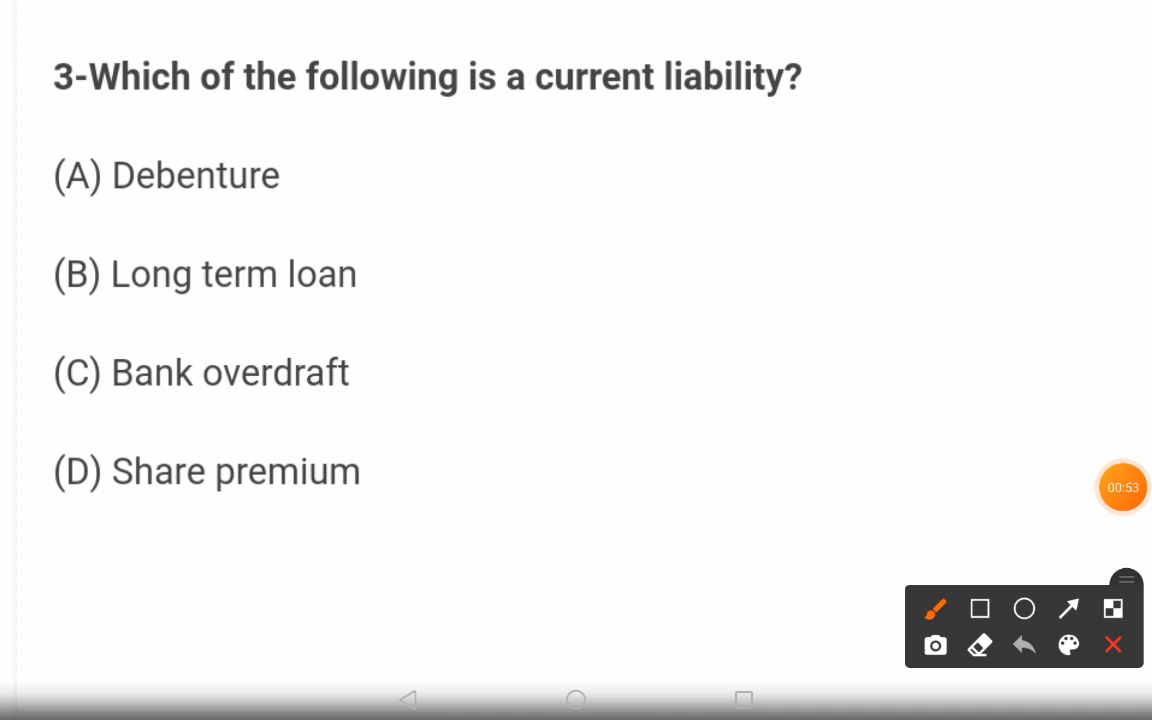 3-Which of the following is a current liability?
(A) Debenture
(B) Long term loan
(C) Bank overdraft
(D) Share premium
00:53